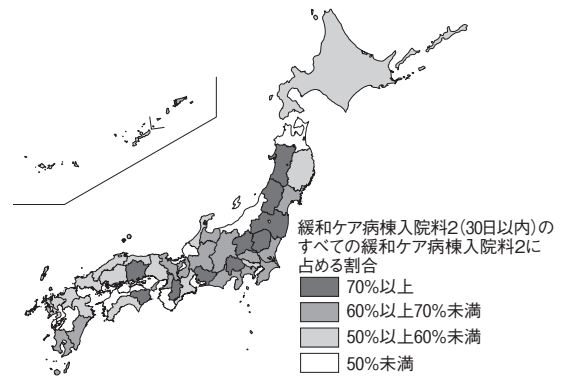 緩和ケア病棟入院料2(30日以内)の
すべての緩和ケア病棟入院料2に
占める割合
70%以上
60%以上70%未満
50%以上60%未満
50%未満